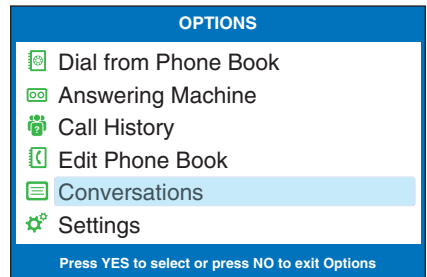 OPTIONS
Dial from Phone Book
Answering Machine
Call History
Edit Phone Book
Conversations
Settings
Press YES to select or press NO to exit Options